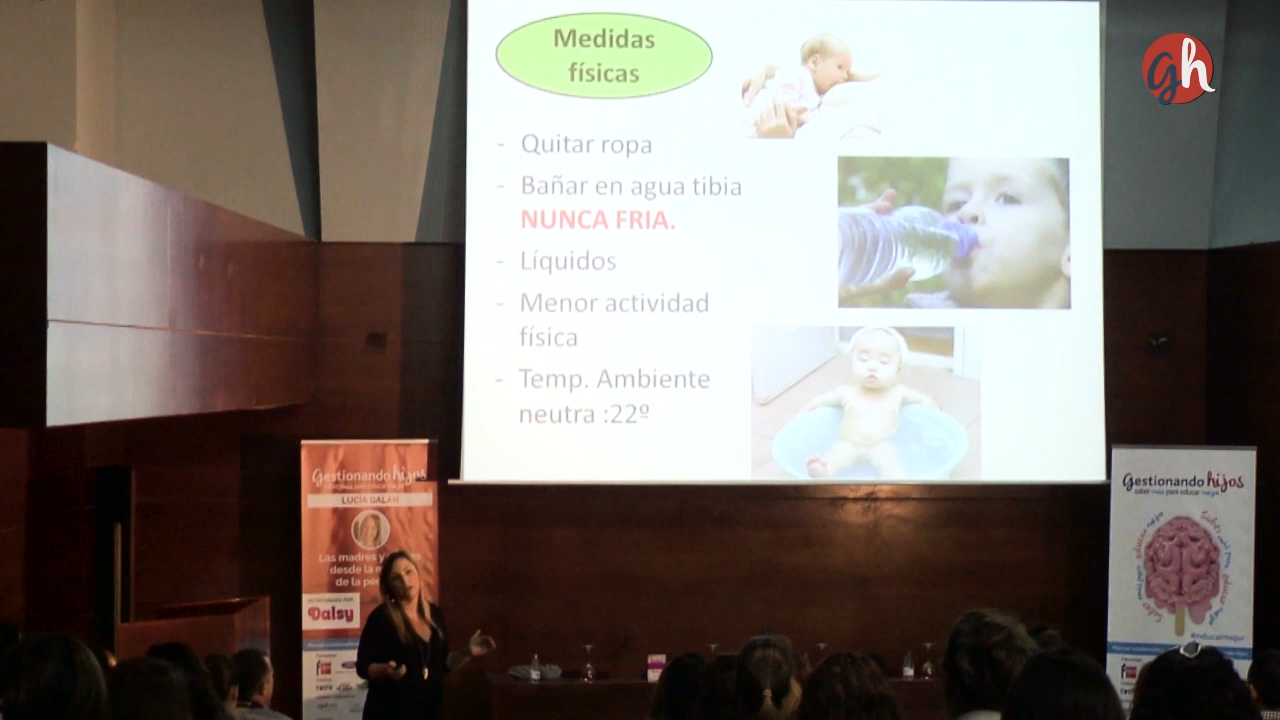 Medidas
físicas
gh
- Quitar ropa
- Bañar en agua tibia
NUNCA FRIA.
- Líquidos
- Menor actividad
física
- Temp. Ambiente
neutra :22º
Gestionando hijos
LUCÍA GALÁN
Las madres y
desde la
de la
Dalsy
Gestionando hijos
saber más para educar mejor
#educarmejor